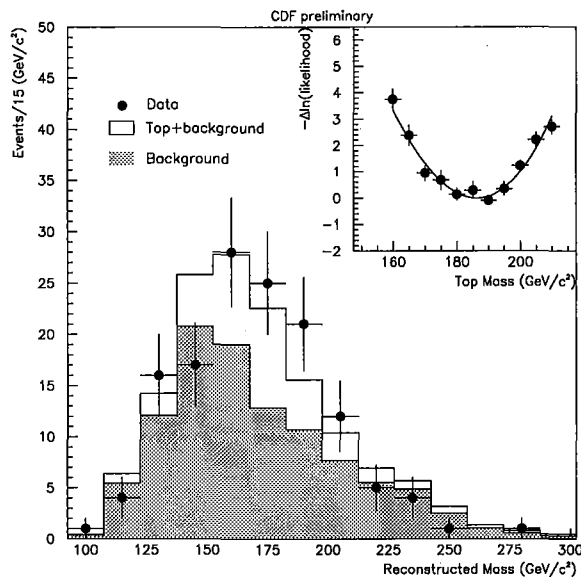 CDF preliminary
Events/15 (GeV/c²)
50
45
40
35
30
25
20
15
10
5
0
100 125 150 175 200 225 250 275 300
Reconstructed Mass (GeV/c²)
Data
Top+background
Background
-Δln(likelihood)
6
5
4
3
2
1
0
-1
-2
160 180 200
Top Mass (GeV/c²)